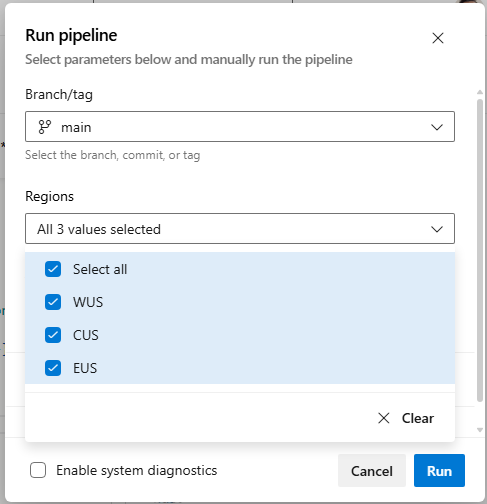 Run pipeline
Select parameters below and manually run the pipeline
Branch/tag
main
Select the branch, commit, or tag
Regions
All 3 values selected
Select all
WUS
CUS
EUS
Clear
Enable system diagnostics
Cancel
Run